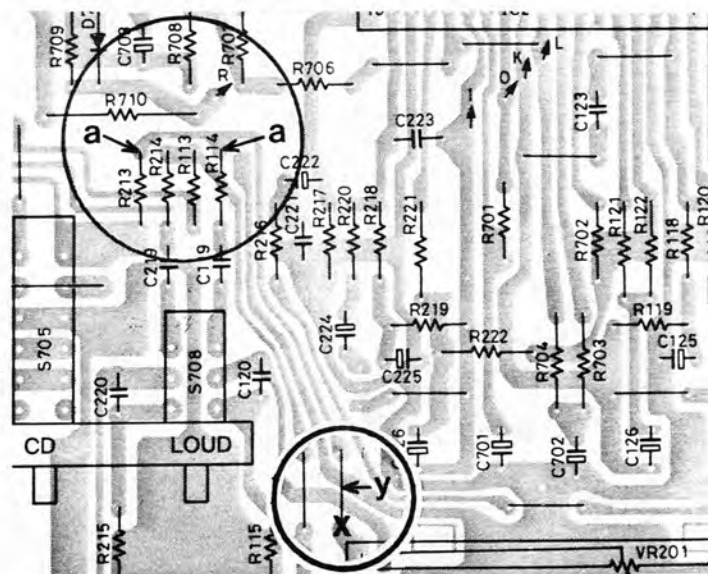 R709
D7
C709
R708
R707
R
R706
L
K
O
I
R710
C223
C123
a
a
R213
R214
R113
R114
C222
C221
R216
R217
R220
R218
R221
R701
R702
R121
R122
R118
R120
C219
C119
C224
R219
R119
R222
C225
R704
R703
C125
S705
S708
C220
C120
CD
LOUD
C701
C702
C126
y
x
R215
R115
VR201